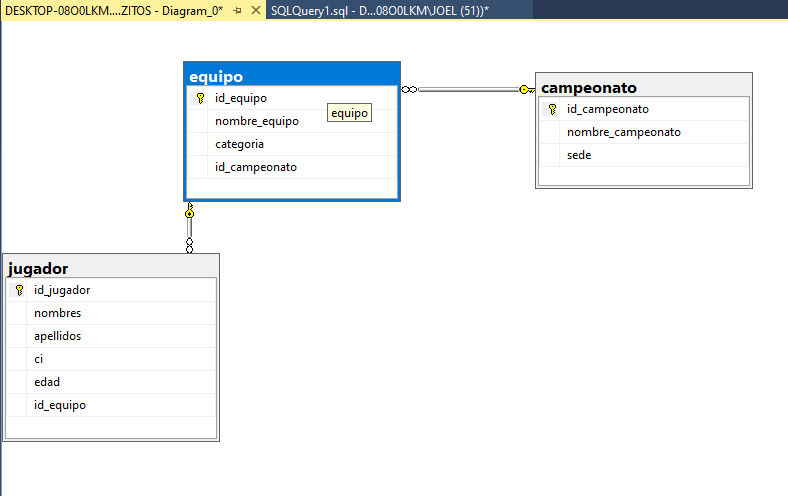 DESKTOP-08O0LKM....ZITOS - Diagram_0*
SQLQuery1.sql - D...08O0LKM\JOEL (51))*
equipo
id_equipo
nombre_equipo
categoria
id_campeonato
equipo
campeonato
id_campeonato
nombre_campeonato
sede
jugador
id_jugador
nombres
apellidos
ci
edad
id_equipo